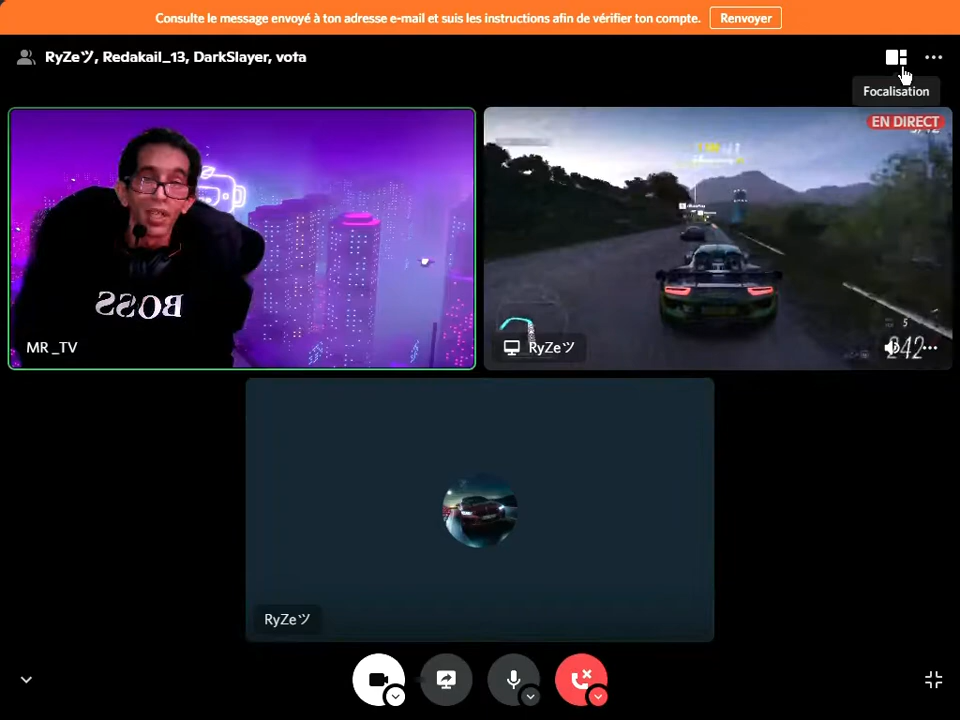 Consulte le message envoyé à ton adresse e-mail et suis les instructions afin de vérifier ton compte. Renvoyer
RyZeツ, Redakail_13, DarkSlayer, vota
Focalisation
EN DIRECT
BOSS
MR _TV
RyZeツ
5
242
RyZeツ